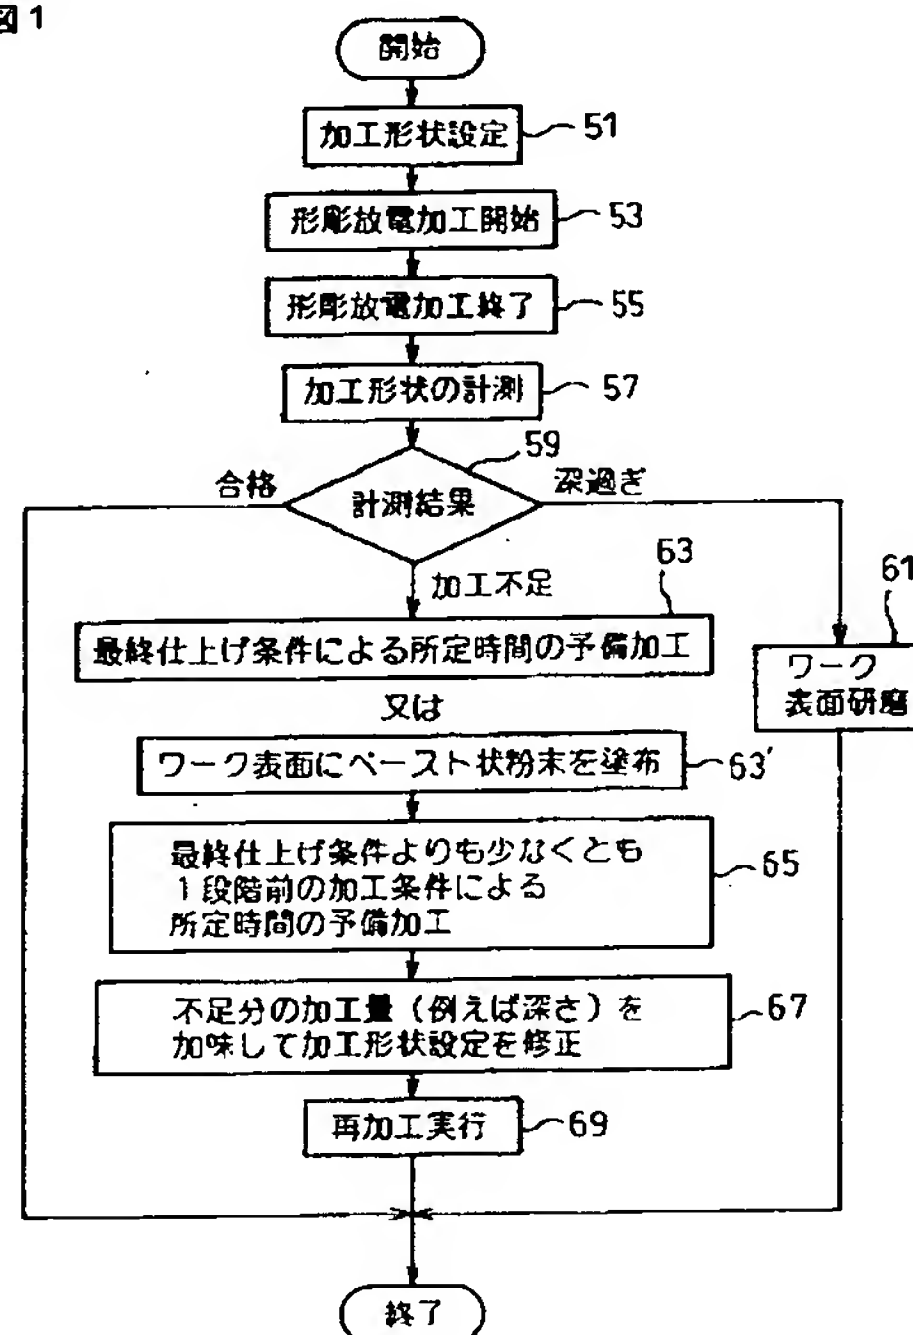 図1
開始
加工形状設定
51
形彫放電加工開始
53
形彫放電加工終了
55
加工形状の計測
57
59
合格
計測結果
深過ぎ
加工不足
63
61
最終仕上げ条件による所定時間の予備加工
ワーク
表面研磨
又は
ワーク表面にペースト状粉末を塗布
63'
最終仕上げ条件よりも少なくとも
1段階前の加工条件による
所定時間の予備加工
65
不足分の加工量（例えば深さ）を
加味して加工形状設定を修正
67
再加工実行
69
終了